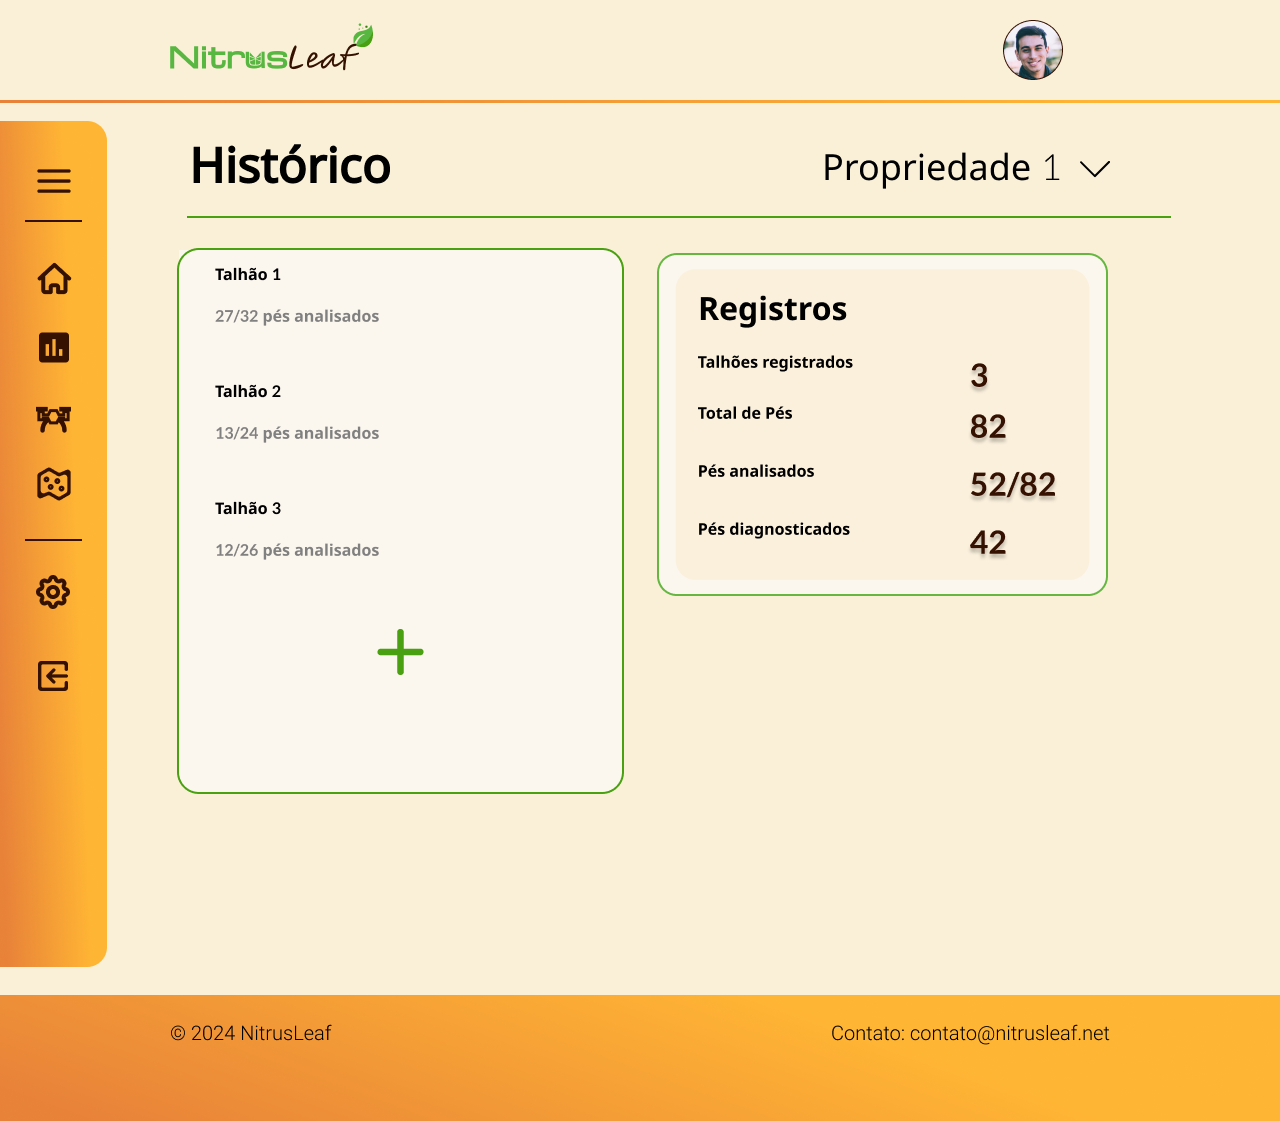 NitrusLeaf
Histórico
Propriedade 1
Talhão 1
27/32 pés analisados
Talhão 2
13/24 pés analisados
Talhão 3
12/26 pés analisados
Registros
Talhões registrados
3
Total de Pés
82
Pés analisados
52/82
Pés diagnosticados
42
© 2024 NitrusLeaf
Contato: contato@nitrusleaf.net